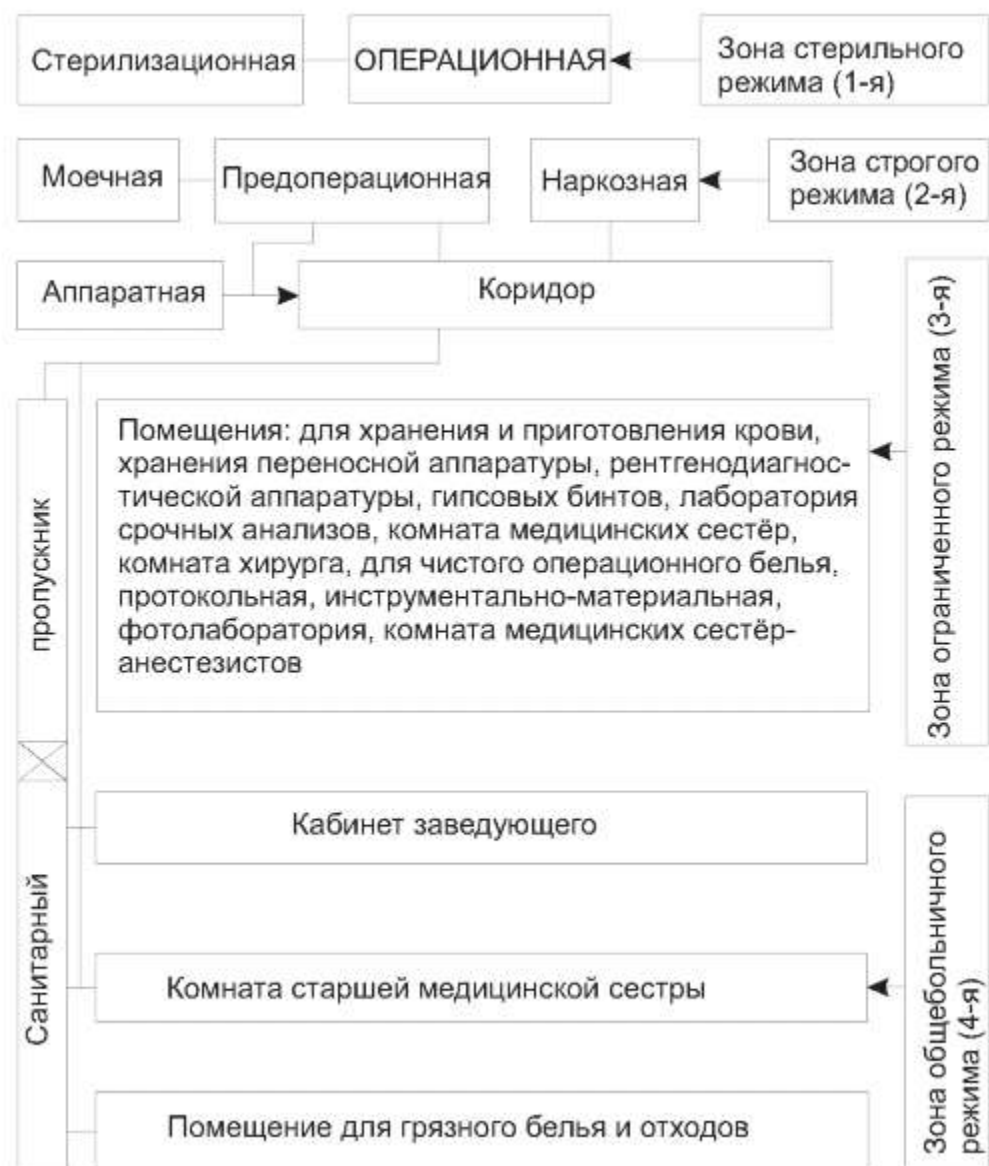 Стерилизационная
ОПЕРАЦИОННАЯ
Зона стерильного
режима (1-я)
Моечная
Предоперационная
Наркозная
Зона строгого
режима (2-я)
Аппаратная
Коридор
Зона ограниченного режима (3-я)
Помещения: для хранения и приготовления крови,
хранения переносной аппаратуры, рентгенодиагнос-
тической аппаратуры, гипсовых бинтов, лаборатория
срочных анализов, комната медицинских сестёр,
комната хирурга, для чистого операционного белья,
протокольная, инструментально-материальная,
фотолаборатория, комната медицинских сестёр-
анестезистов
Санитарный пропускник
Кабинет заведующего
Комната старшей медицинской сестры
Зона общебольничного
режима (4-я)
Помещение для грязного белья и отходов